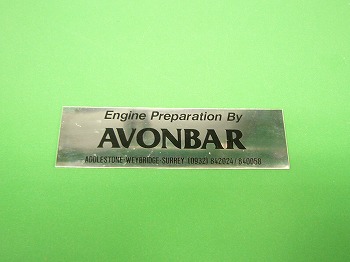 Engine Preparation By
AVONBAR
ADDLESTONE WEYBRIDGE SURREY (0932) 842024/840058